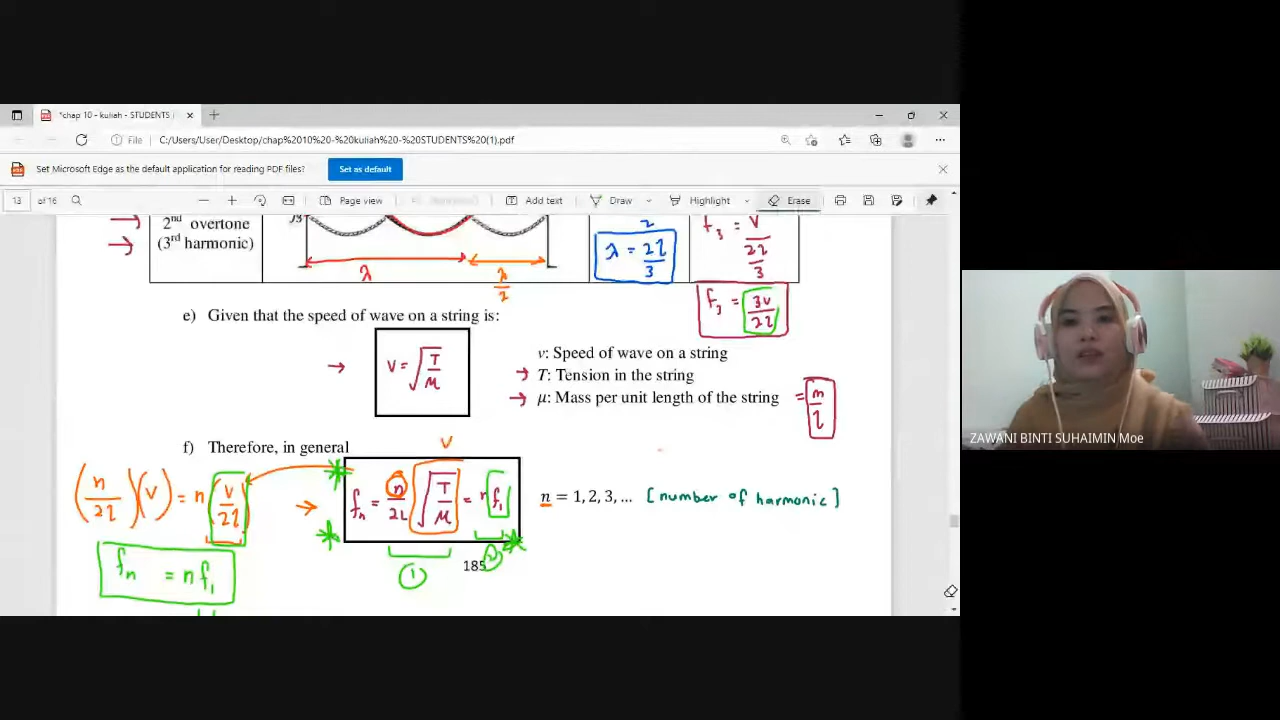 *chap 10 - kuliah - STUDENTS
File C:/Users/User/Desktop/chap%2010%20-%20kuliah%20-%20STUDENTS%20(1).pdf
Set Microsoft Edge as the default application for reading PDF files? Set as default
13 of 16 Page view Add text Draw Highlight Erase
2nd overtone
(3rd harmonic)
λ = 2l/3
f3 = v / (2l/3)
λ
λ/2
f3 = 3v/2l
e) Given that the speed of wave on a string is:
v = √(T/μ)
v: Speed of wave on a string
T: Tension in the string
μ: Mass per unit length of the string = m/l
f) Therefore, in general
v
(n/2l)(v) = n(v/2l)
fn = n/2l √(T/μ) = n f1
n = 1, 2, 3, ... [number of harmonic]
1
2
185
fn = nf1
ZAWANI BINTI SUHAIMIN Moe